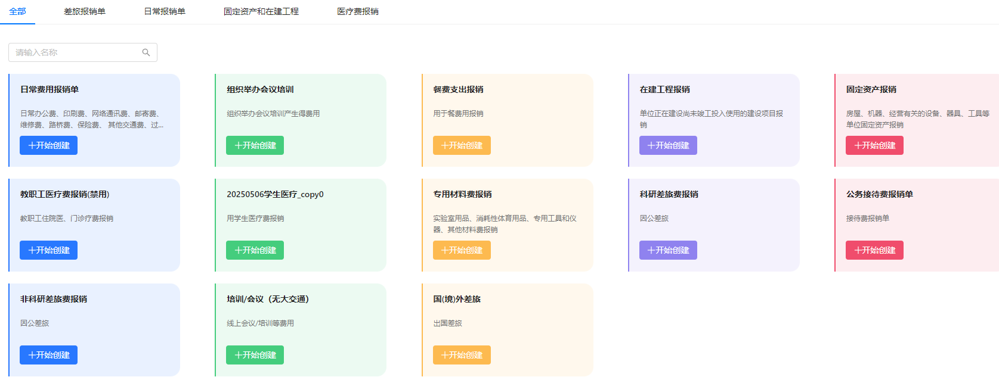 全部
差旅报销单
日常报销单
固定资产和在建工程
医疗费报销
请输入名称
日常费用报销单
日常办公费、印刷费、网络通讯费、邮寄费、
维修费、路桥费、保险费、 其他交通费、过...
十开始创建
组织举办会议培训
组织举办会议培训产生得费用
十开始创建
餐费支出报销
用于餐费用报销
十开始创建
在建工程报销
单位正在建设尚未竣工投入使用的建设项目报
销
十开始创建
固定资产报销
房屋、机器、经营有关的设备、器具、工具等
单位固定资产报销
十开始创建
教职工医疗费报销(禁用)
教职工住院医、门诊疗费报销
十开始创建
20250506学生医疗_copy0
用学生医疗费报销
十开始创建
专用材料费报销
实验室用品、消耗性体育用品、专用工具和仪
器、其他材料费报销
十开始创建
科研差旅费报销
因公差旅
十开始创建
公务接待费报销单
接待费报销单
十开始创建
非科研差旅费报销
因公差旅
十开始创建
培训/会议（无大交通）
线上会议/培训等费用
十开始创建
国(境)外差旅
出国差旅
十开始创建